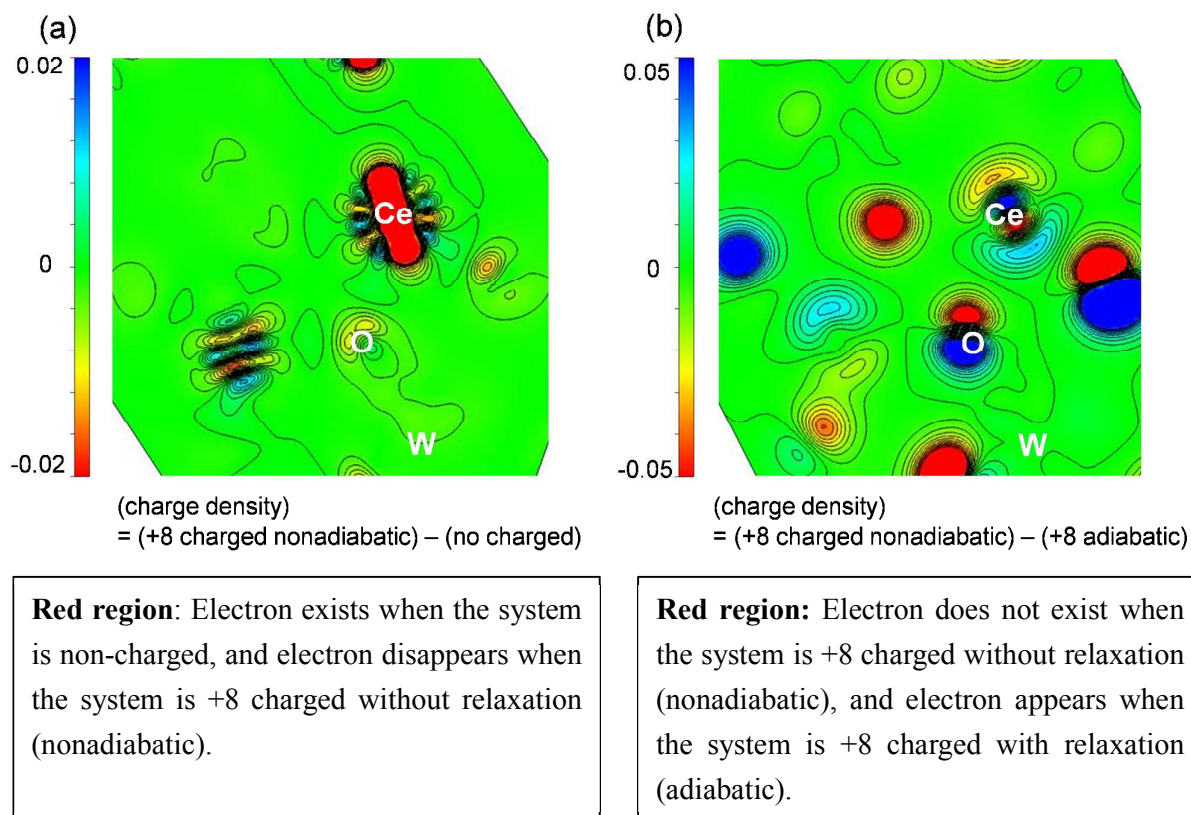 (a)
0.02
0
-0.02
Ce
O
W
(charge density)
= (+8 charged nonadiabatic) – (no charged)
Red region: Electron exists when the system
is non-charged, and electron disappears when
the system is +8 charged without relaxation
(nonadiabatic).
(b)
0.05
0
-0.05
Ce
O
W
(charge density)
= (+8 charged nonadiabatic) – (+8 adiabatic)
Red region: Electron does not exist when
the system is +8 charged without relaxation
(nonadiabatic), and electron appears when
the system is +8 charged with relaxation
(adiabatic).